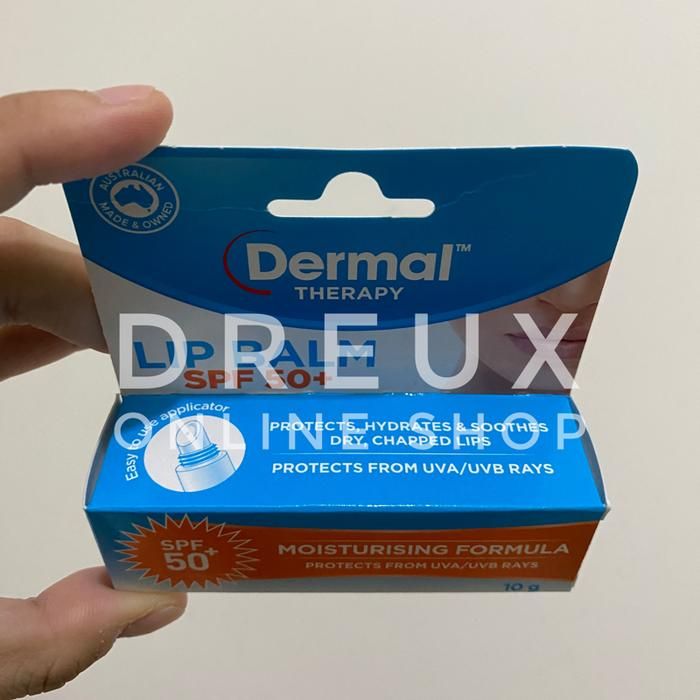 AUSTRALIAN
MADE & OWNED
Dermal™
THERAPY
LIP BALM
SPF 50+
DREUX
ONLINE SHOP
Easy to use applicator
PROTECTS, HYDRATES & SOOTHES
DRY, CHAPPED LIPS
PROTECTS FROM UVA/UVB RAYS
SPF
50+
MOISTURISING FORMULA
PROTECTS FROM UVA/UVB RAYS
10 g